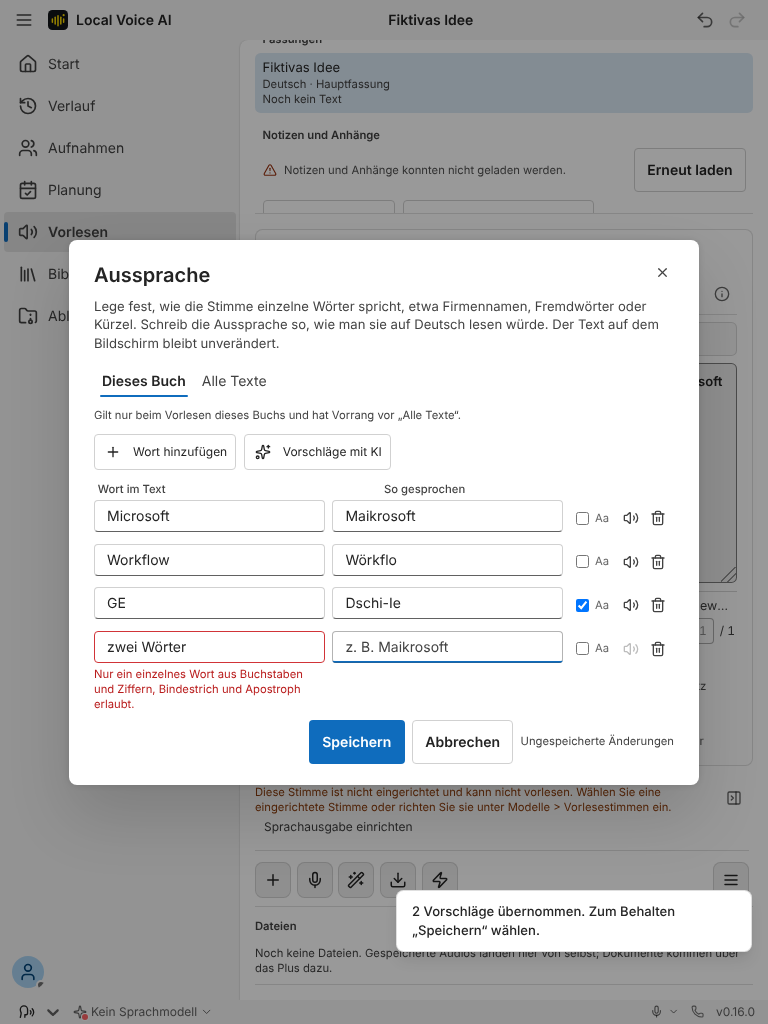 Local Voice AI
Fiktivas Idee
Start
Verlauf
Aufnahmen
Planung
Vorlesen
Bib
Abl
Fassungen
Fiktivas Idee
Deutsch · Hauptfassung
Noch kein Text
Notizen und Anhänge
Notizen und Anhänge konnten nicht geladen werden.
Erneut laden
Aussprache
Lege fest, wie die Stimme einzelne Wörter spricht, etwa Firmennamen, Fremdwörter oder
Kürzel. Schreib die Aussprache so, wie man sie auf Deutsch lesen würde. Der Text auf dem
Bildschirm bleibt unverändert.
Dieses Buch
Alle Texte
Gilt nur beim Vorlesen dieses Buchs und hat Vorrang vor „Alle Texte“.
Wort hinzufügen
Vorschläge mit KI
Wort im Text
So gesprochen
Microsoft
Maikrosoft
Aa
Workflow
Wörkflo
Aa
GE
Dschi-Ie
Aa
zwei Wörter
z. B. Maikrosoft
Aa
Nur ein einzelnes Wort aus Buchstaben
und Ziffern, Bindestrich und Apostroph
erlaubt.
Speichern
Abbrechen
Ungespeicherte Änderungen
soft
ew…
1 / 1
tz
r
Diese Stimme ist nicht eingerichtet und kann nicht vorlesen. Wählen Sie eine
eingerichtete Stimme oder richten Sie sie unter Modelle > Vorlesestimmen ein.
Sprachausgabe einrichten
2 Vorschläge übernommen. Zum Behalten
„Speichern“ wählen.
Dateien
Noch keine Dateien. Gespeicherte Audios landen hier von selbst; Dokumente kommen über
das Plus dazu.
Kein Sprachmodell
v0.16.0